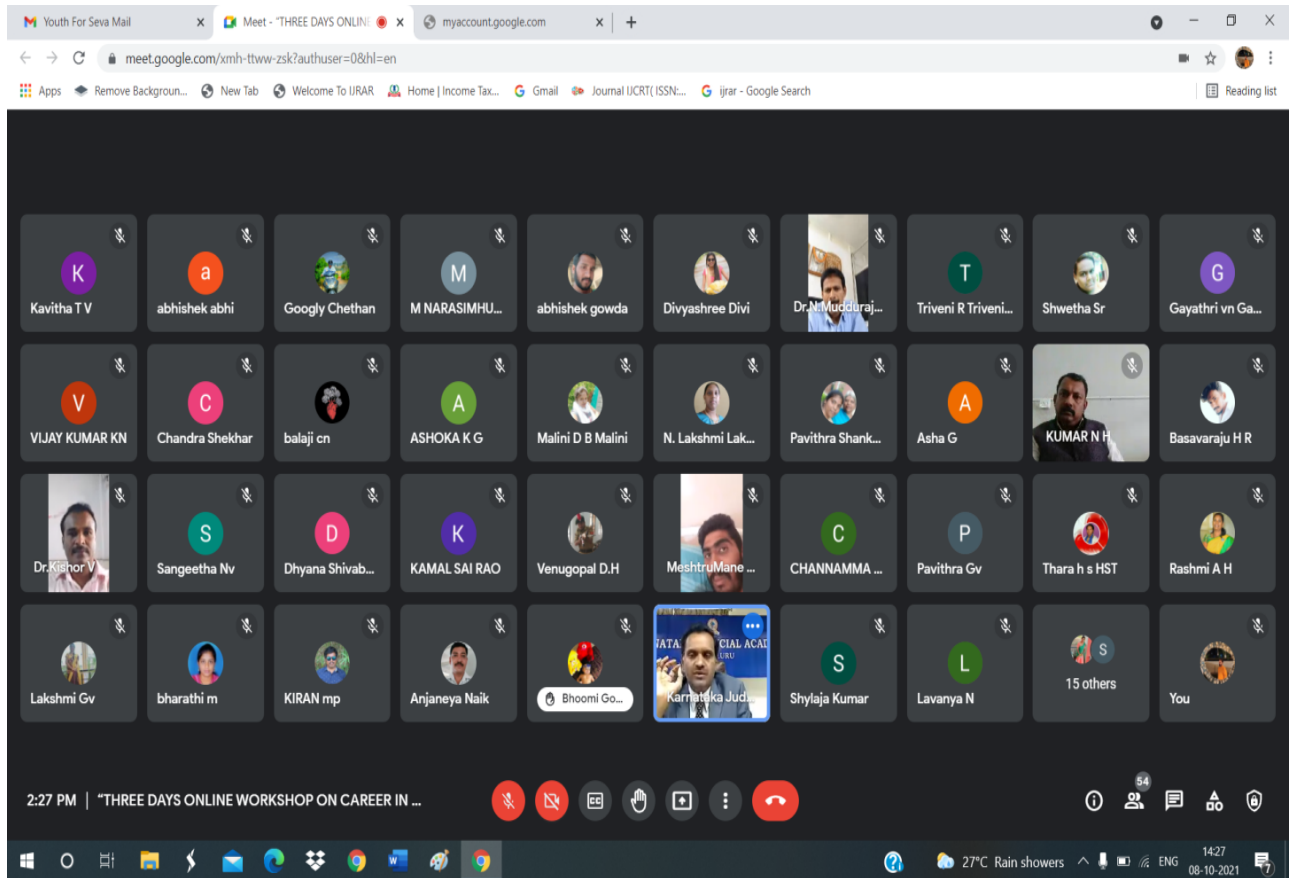 Youth For Seva Mail
Meet - "THREE DAYS ONLINE
myaccount.google.com
meet.google.com/xmh-ttww-zsk?authuser=0&hl=en
Apps Remove Backgroun... New Tab Welcome To IJRAR Home | Income Tax... Gmail Journal IJCRT( ISSN:... ijrar - Google Search Reading list
K a M T G
Kavitha T V abhishek abhi Googly Chethan M NARASIMHU... abhishek gowda Divyashree Divi Dr.N.Mudduraj... Triveni R Triveni... Shwetha Sr Gayathri vn Ga...
V C A A
VIJAY KUMAR KN Chandra Shekhar balaji cn ASHOKA K G Malini D B Malini N. Lakshmi Lak... Pavithra Shank... Asha G KUMAR N H Basavaraju H R
S D K C P
Dr.Kishor V Sangeetha Nv Dhyana Shivab... KAMAL SAI RAO Venugopal D.H MeshtruMane ... CHANNAMMA ... Pavithra Gv Thara h s HST Rashmi A H
NATA CIAL ACAD
URU
S L S
Lakshmi Gv bharathi m KIRAN mp Anjaneya Naik Bhoomi Go... Karnataka Jud... Shylaja Kumar Lavanya N 15 others You
2:27 PM | "THREE DAYS ONLINE WORKSHOP ON CAREER IN ... CC 54
27°C Rain showers ENG 14:27
08-10-2021 7